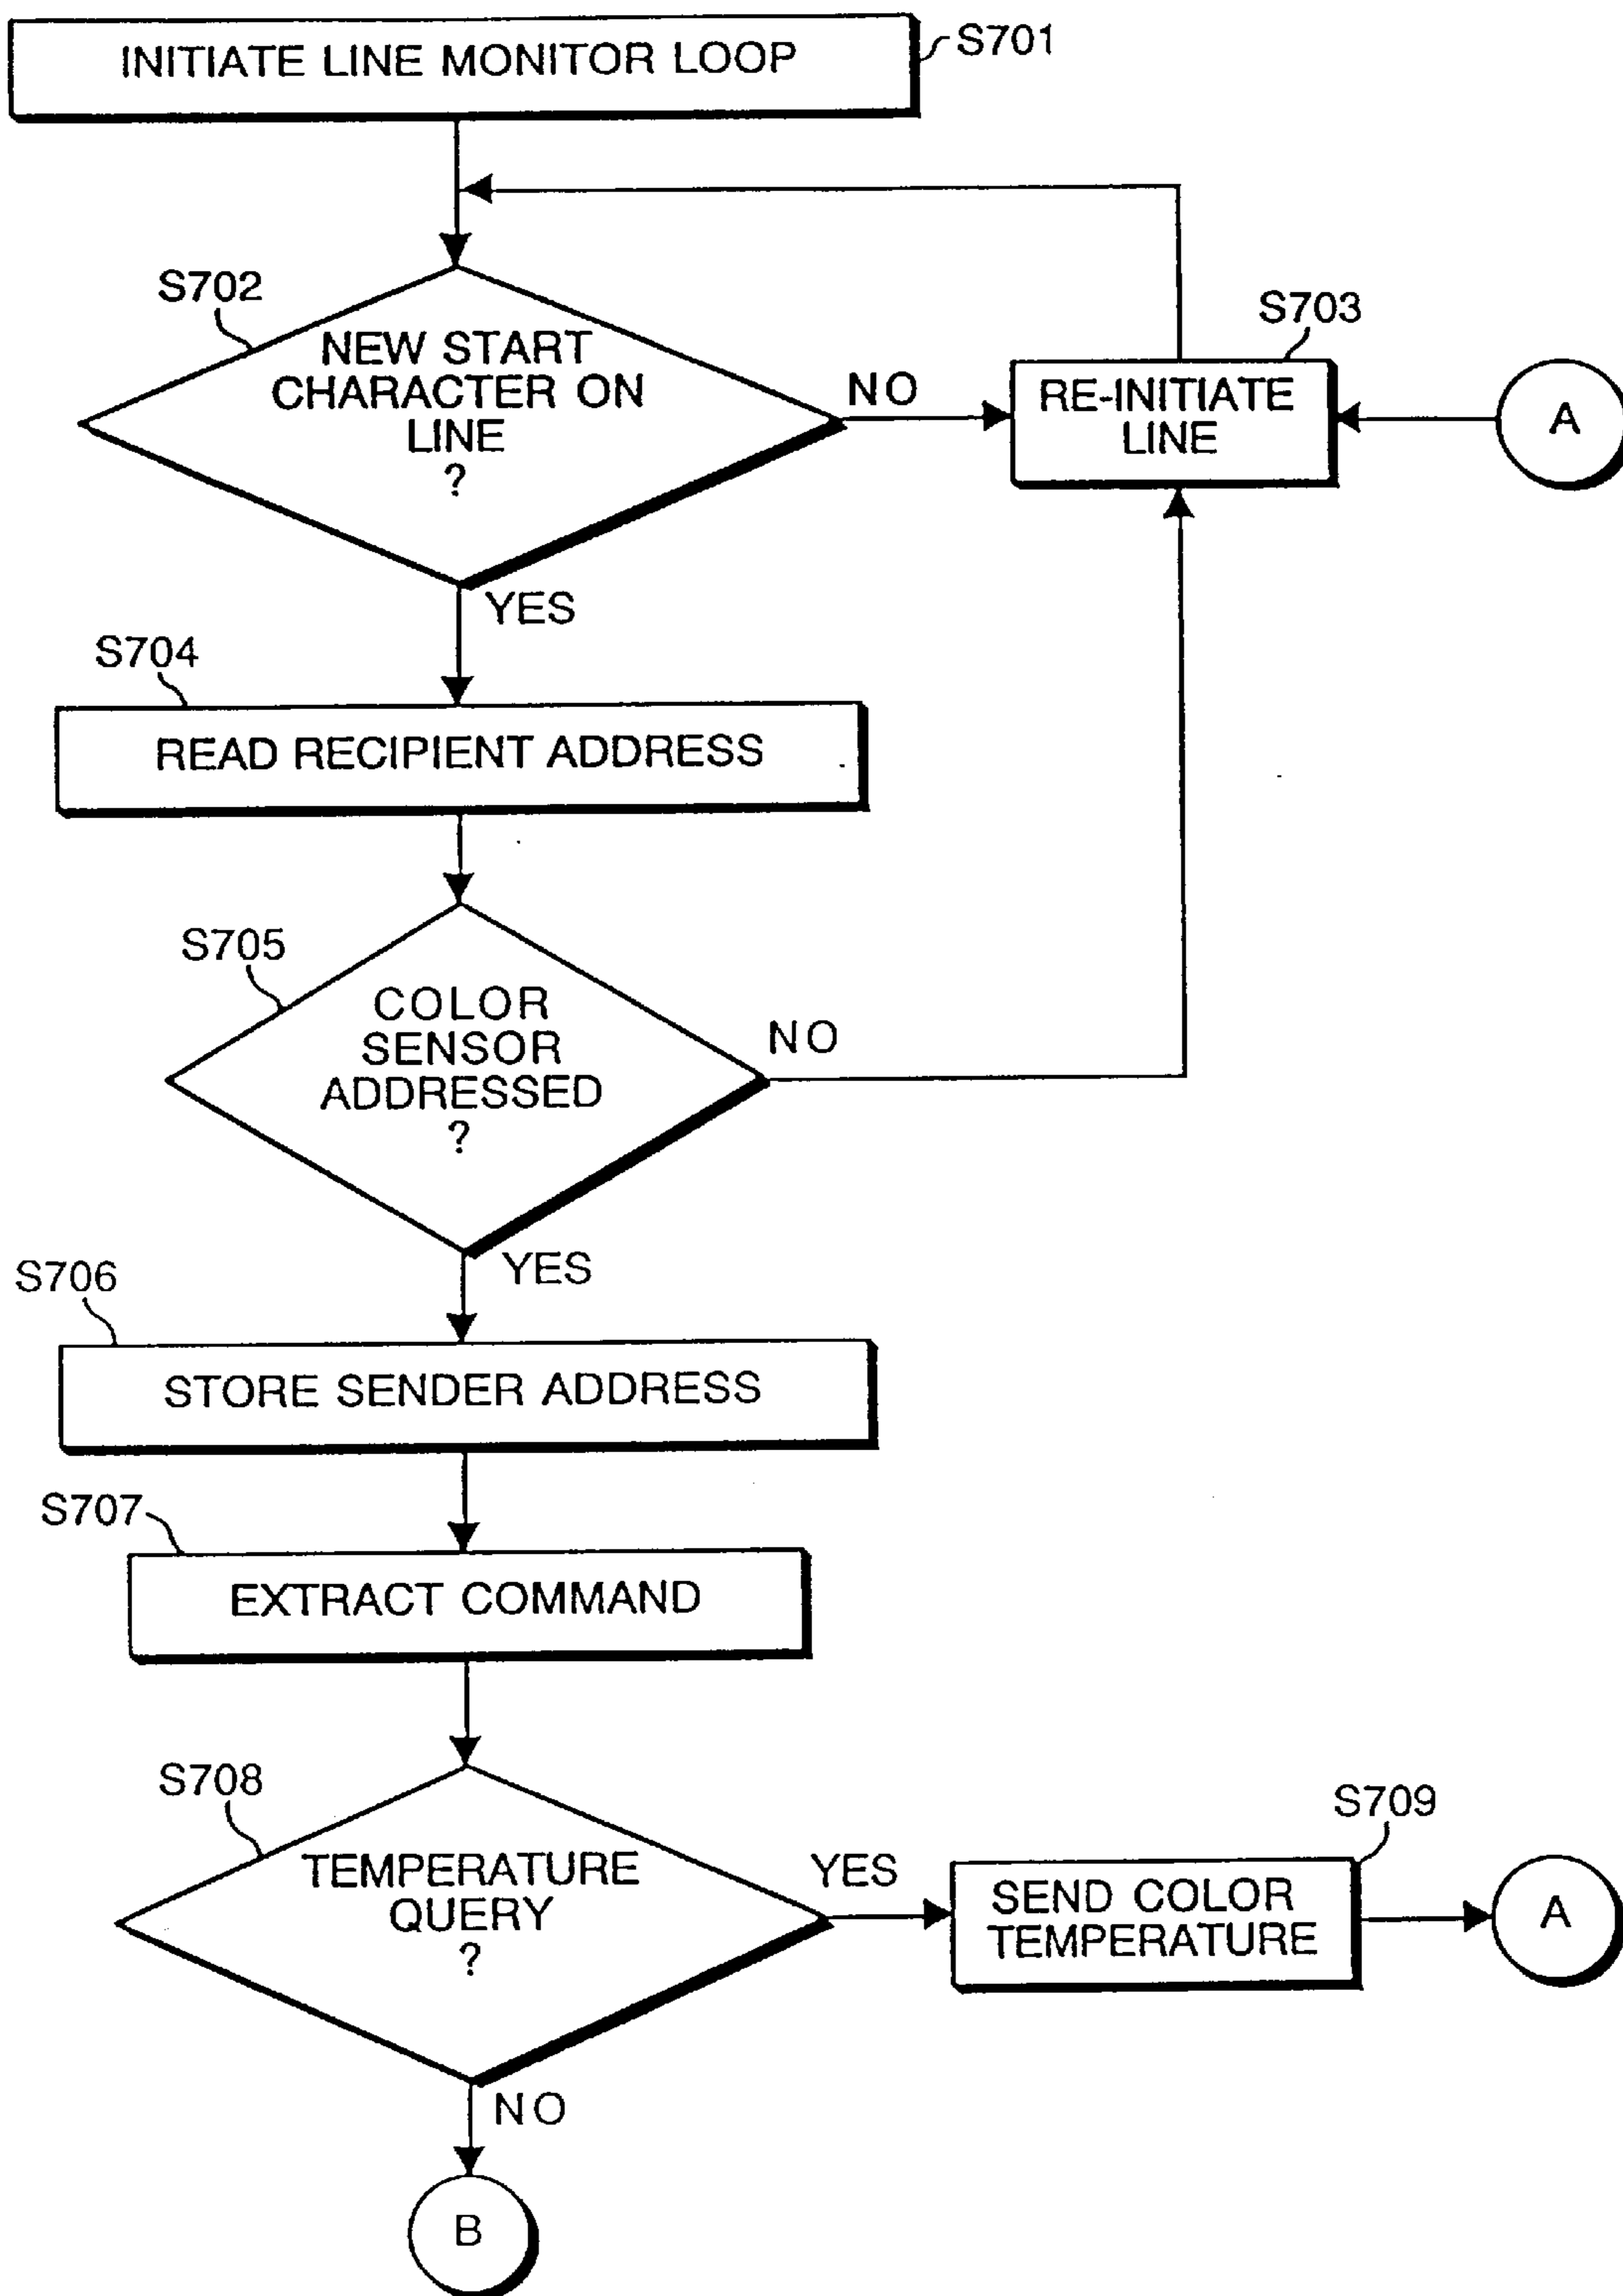 INITIATE LINE MONITOR LOOP
S701
S702
NEW START
CHARACTER ON
LINE
?
NO
S703
RE-INITIATE
LINE
A
YES
S704
READ RECIPIENT ADDRESS
S705
COLOR
SENSOR
ADDRESSED
?
NO
YES
S706
STORE SENDER ADDRESS
S707
EXTRACT COMMAND
S708
TEMPERATURE
QUERY
?
YES
S709
SEND COLOR
TEMPERATURE
A
NO
B